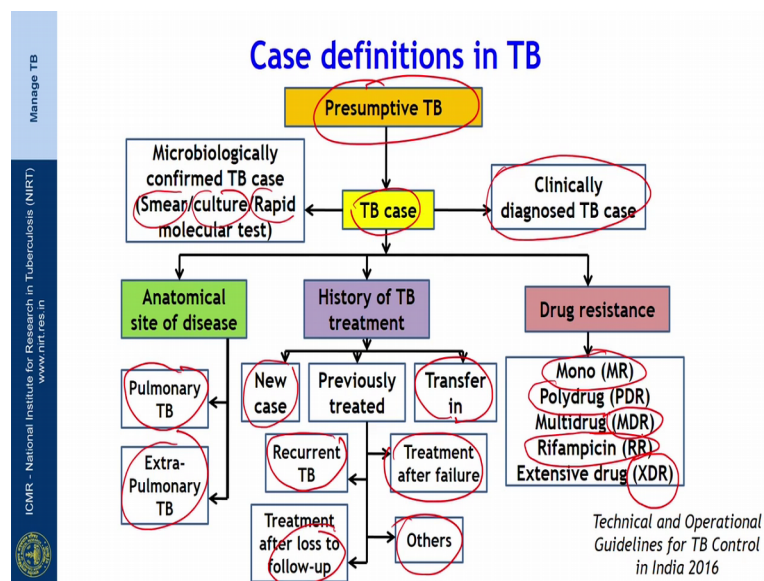 Case definitions in TB
Manage TB
ICMR - National Institute for Research in Tuberculosis (NIRT)
www.nirt.res.in
Presumptive TB
Microbiologically
confirmed TB case
(Smear/culture/Rapid
molecular test)
TB case
Clinically
diagnosed TB case
Anatomical
site of disease
History of TB
treatment
Drug resistance
Pulmonary
TB
Extra-
Pulmonary
TB
New
case
Previously
treated
Transfer
in
Recurrent
TB
Treatment
after failure
Treatment
after loss to
follow-up
Others
Mono (MR)
Polydrug (PDR)
Multidrug (MDR)
Rifampicin (RR)
Extensive drug (XDR)
Technical and Operational
Guidelines for TB Control
in India 2016